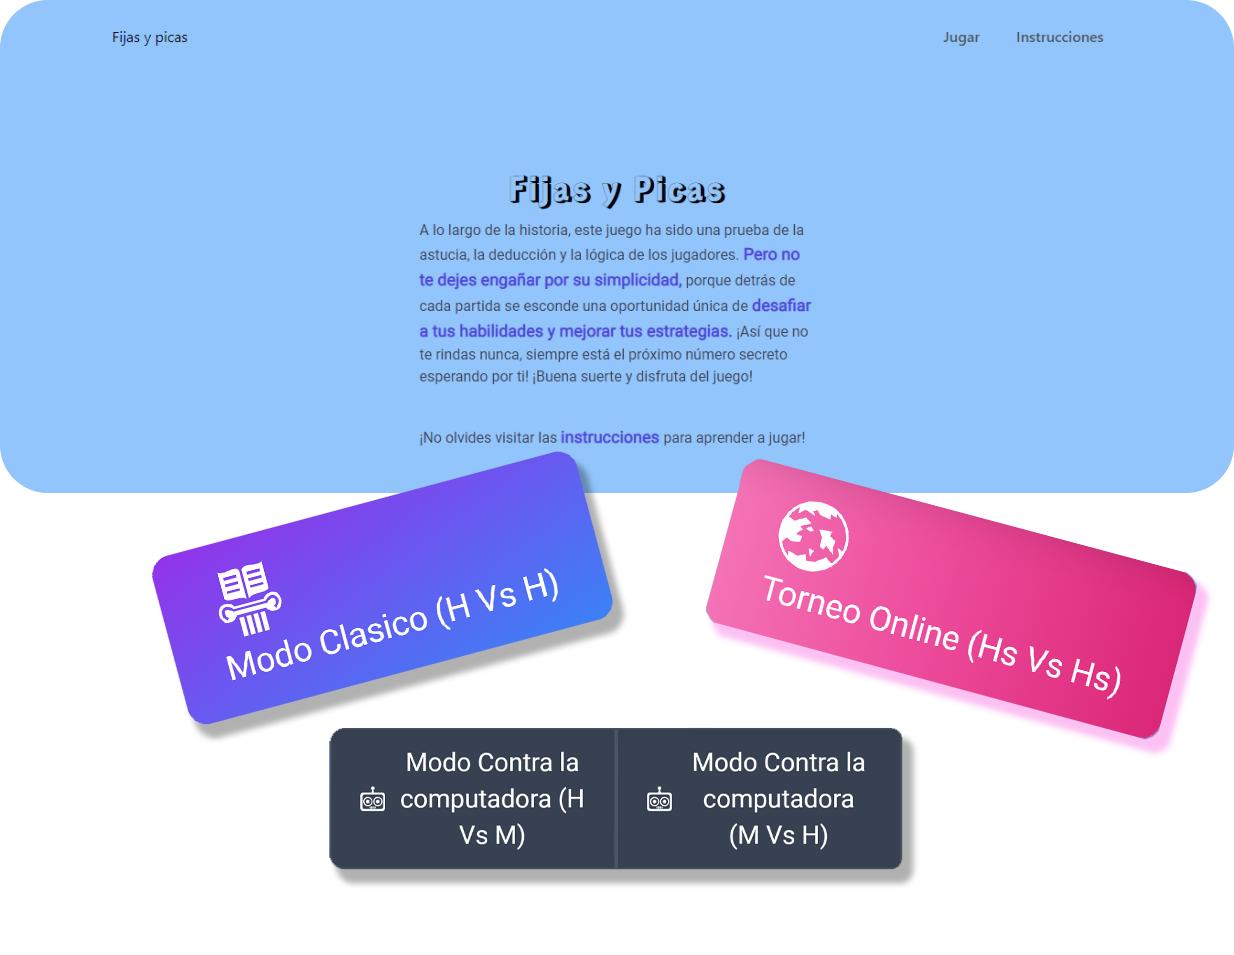 Fijas y picas
Jugar
Instrucciones
Fijas y Picas
A lo largo de la historia, este juego ha sido una prueba de la
astucia, la deducción y la lógica de los jugadores. Pero no
te dejes engañar por su simplicidad, porque detrás de
cada partida se esconde una oportunidad única de desafiar
a tus habilidades y mejorar tus estrategias. ¡Así que no
te rindas nunca, siempre está el próximo número secreto
esperando por ti! ¡Buena suerte y disfruta del juego!
¡No olvides visitar las instrucciones para aprender a jugar!
Modo Clasico (H Vs H)
Torneo Online (Hs Vs Hs)
Modo Contra la
computadora (H
Vs M)
Modo Contra la
computadora
(M Vs H)